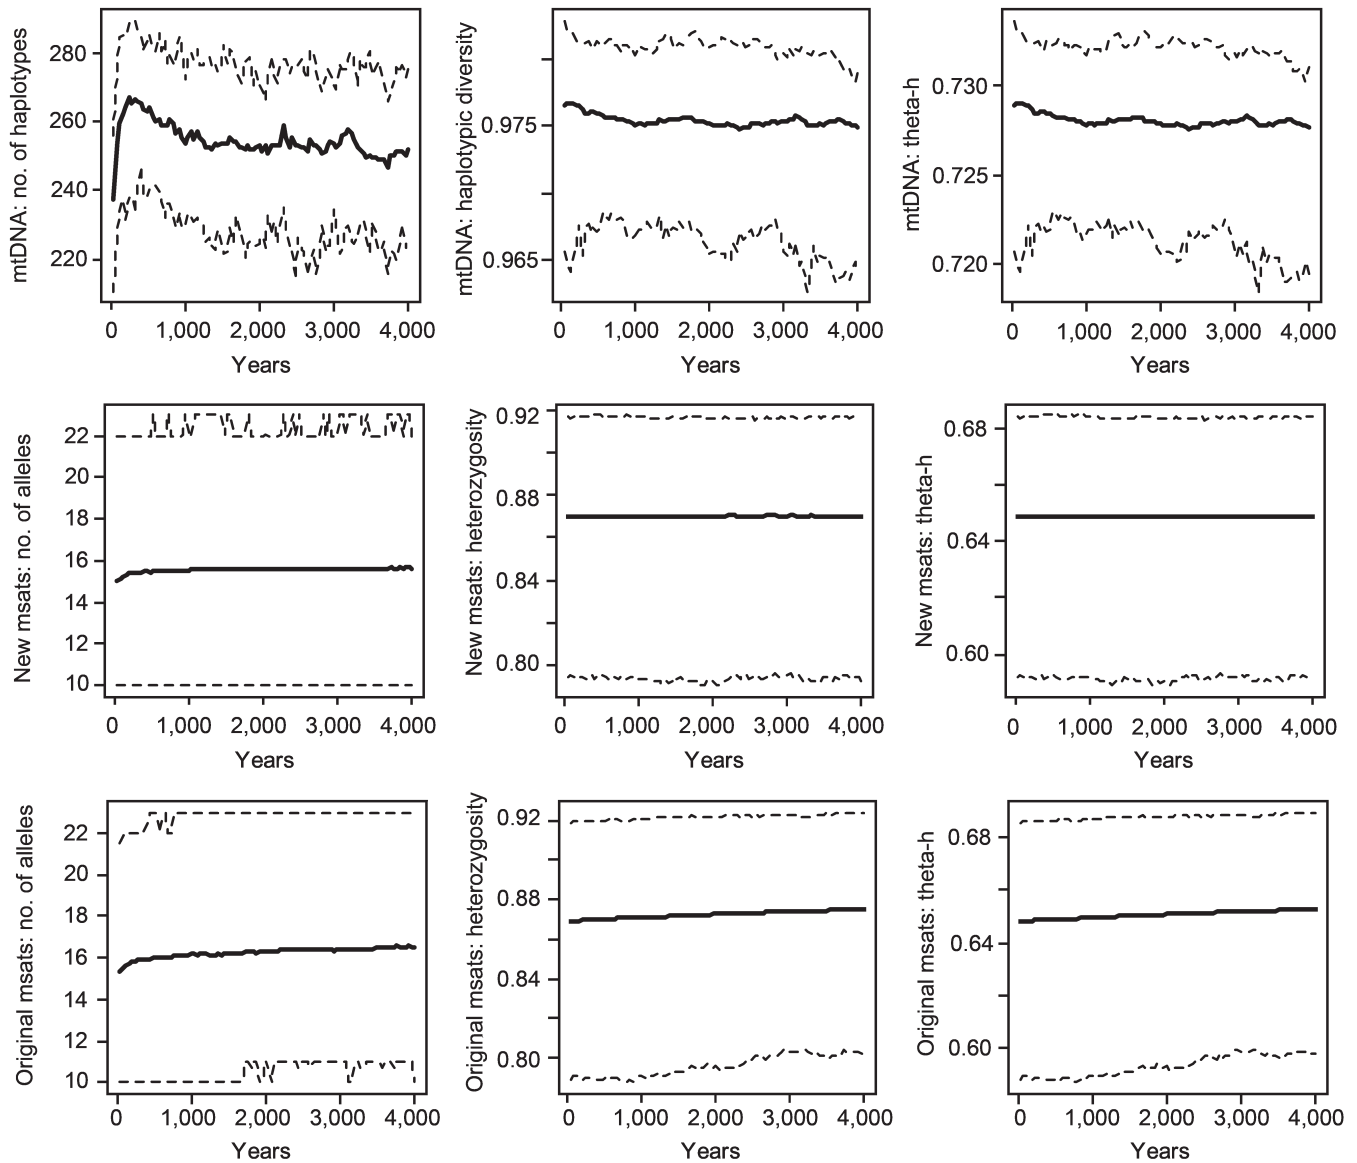 mtDNA: no. of haplotypes
280
260
240
220
0 1,000 2,000 3,000 4,000
Years
mtDNA: haplotypic diversity
0.975
0.965
0 1,000 2,000 3,000 4,000
Years
mtDNA: theta-h
0.730
0.725
0.720
0 1,000 2,000 3,000 4,000
Years
New msats: no. of alleles
22
20
18
16
14
12
10
0 1,000 2,000 3,000 4,000
Years
New msats: heterozygosity
0.92
0.88
0.84
0.80
0 1,000 2,000 3,000 4,000
Years
New msats: theta-h
0.68
0.64
0.60
0 1,000 2,000 3,000 4,000
Years
Original msats: no. of alleles
22
20
18
16
14
12
10
0 1,000 2,000 3,000 4,000
Years
Original msats: heterozygosity
0.92
0.88
0.84
0.80
0 1,000 2,000 3,000 4,000
Years
Original msats: theta-h
0.68
0.64
0.60
0 1,000 2,000 3,000 4,000
Years